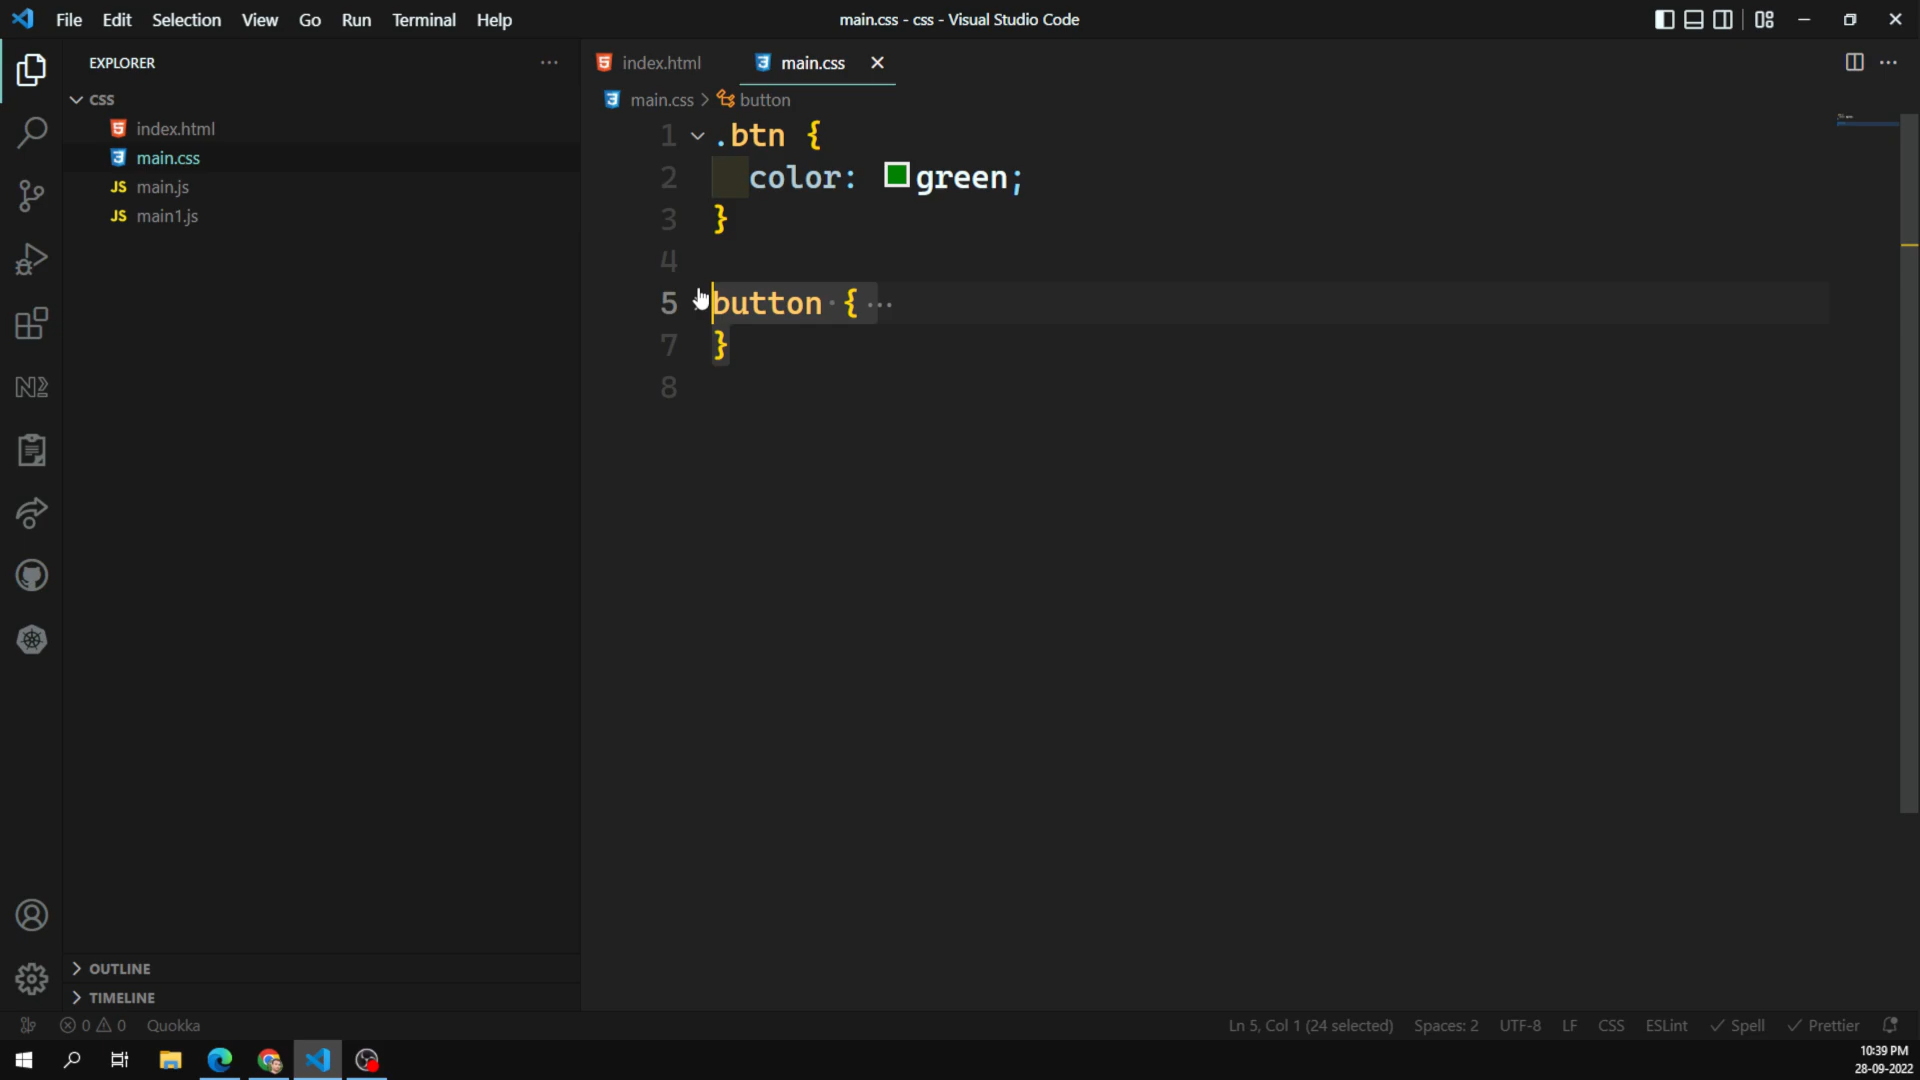 File Edit Selection View Go Run Terminal Help
main.css - css - Visual Studio Code
EXPLORER
index.html
main.css
main.css > button
CSS
index.html
main.css
JS main.js
JS main1.js
1 .btn {
2 color: green;
3 }
4
5 button · { ···
7 }
8
OUTLINE
TIMELINE
0 0 Quokka
Ln 5, Col 1 (24 selected) Spaces: 2 UTF-8 LF CSS ESLint Spell Prettier
10:39 PM
28-09-2022